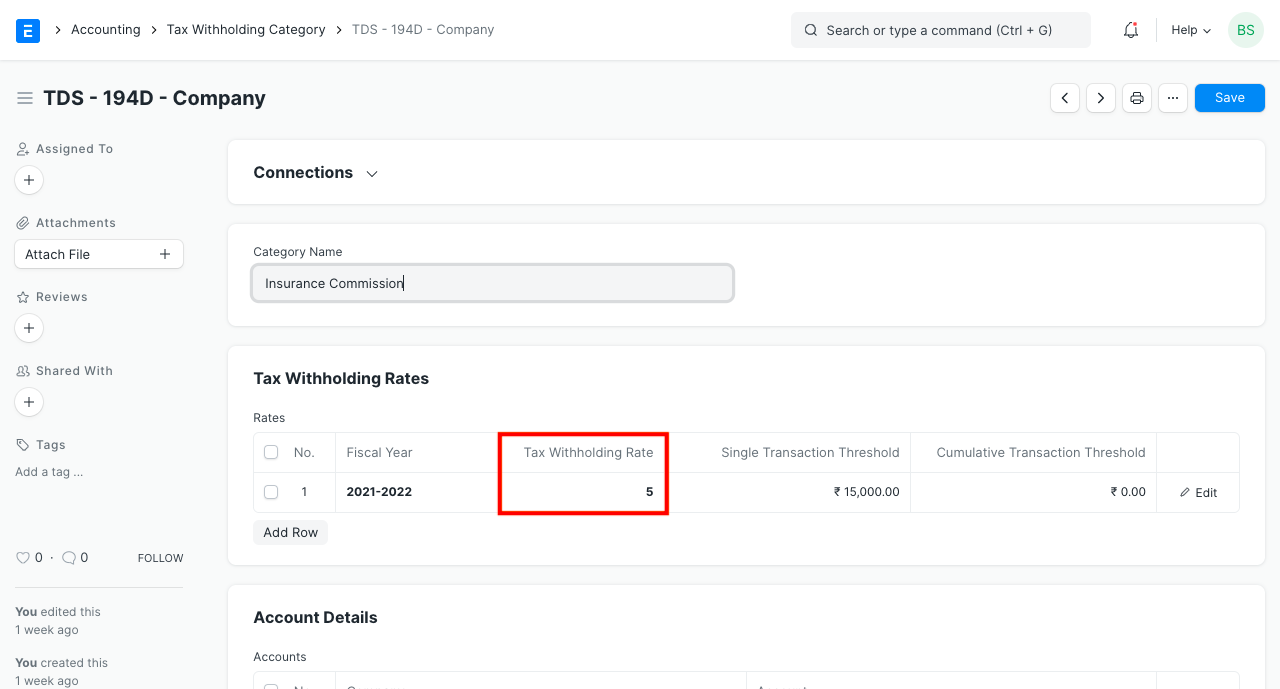 E Accounting Tax Withholding Category TDS - 194D - Company Search or type a command (Ctrl + G) Help BS
TDS - 194D - Company Save
Assigned To
Attachments
Attach File
Reviews
Shared With
Tags
Add a tag ...
0 · 0 FOLLOW
You edited this
1 week ago
You created this
1 week ago
Connections
Category Name
Insurance Commission
Tax Withholding Rates
Rates
No. Fiscal Year Tax Withholding Rate Single Transaction Threshold Cumulative Transaction Threshold
1 2021-2022 5 ₹ 15,000.00 ₹ 0.00 Edit
Add Row
Account Details
Accounts